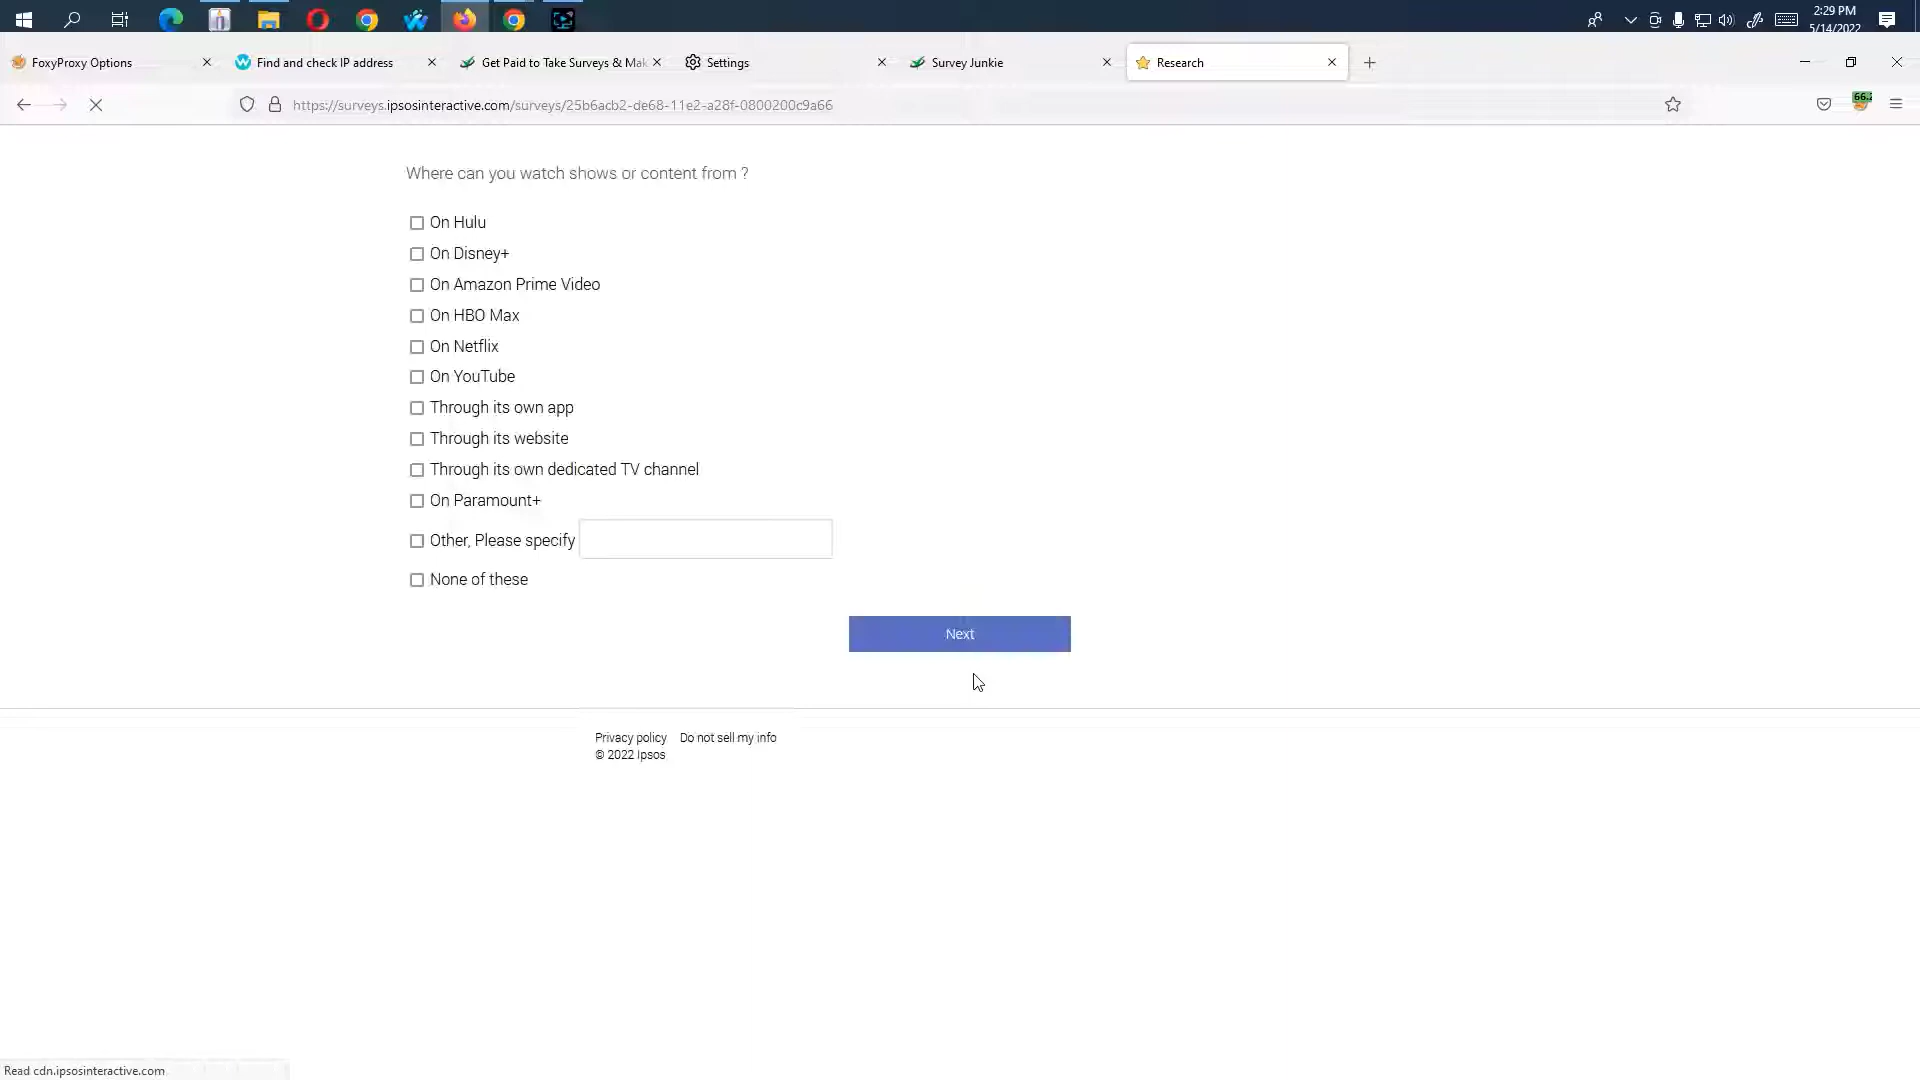 2:29 PM
5/14/2022
FoxyProxy Options
Find and check IP address
Get Paid to Take Surveys & Mak
Settings
Survey Junkie
Research
https://surveys.ipsosinteractive.com/surveys/25b6acb2-de68-11e2-a28f-0800200c9a66
66.2
Where can you watch shows or content from ?
On Hulu
On Disney+
On Amazon Prime Video
On HBO Max
On Netflix
On YouTube
Through its own app
Through its website
Through its own dedicated TV channel
On Paramount+
Other, Please specify
None of these
Next
Privacy policy Do not sell my info
© 2022 Ipsos
Read cdn.ipsosinteractive.com